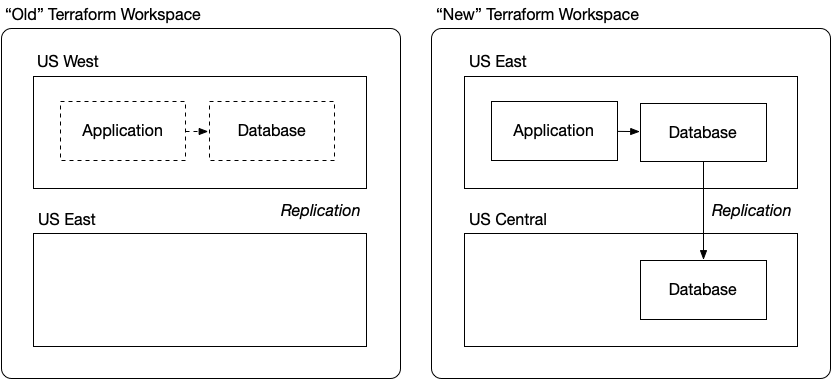 “Old” Terraform Workspace
US West
Application
Database
Replication
US East
“New” Terraform Workspace
US East
Application
Database
Replication
US Central
Database